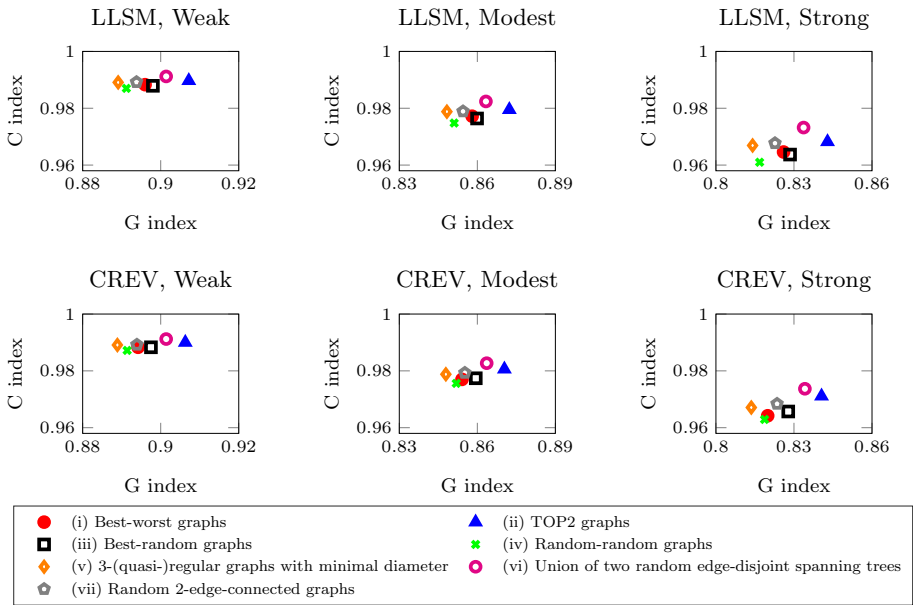 LLSM, Weak
LLSM, Modest
LLSM, Strong
1
0.98
0.96
C index
0.88
0.9
0.92
G index
1
0.98
0.96
C index
0.83
0.86
0.89
G index
1
0.98
0.96
C index
0.8
0.83
0.86
G index
CREV, Weak
CREV, Modest
CREV, Strong
1
0.98
0.96
C index
0.88
0.9
0.92
G index
1
0.98
0.96
C index
0.83
0.86
0.89
G index
1
0.98
0.96
C index
0.8
0.83
0.86
G index
(i) Best-worst graphs
(ii) TOP2 graphs
(iii) Best-random graphs
(iv) Random-random graphs
(v) 3-(quasi-)regular graphs with minimal diameter
(vi) Union of two random edge-disjoint spanning trees
(vii) Random 2-edge-connected graphs